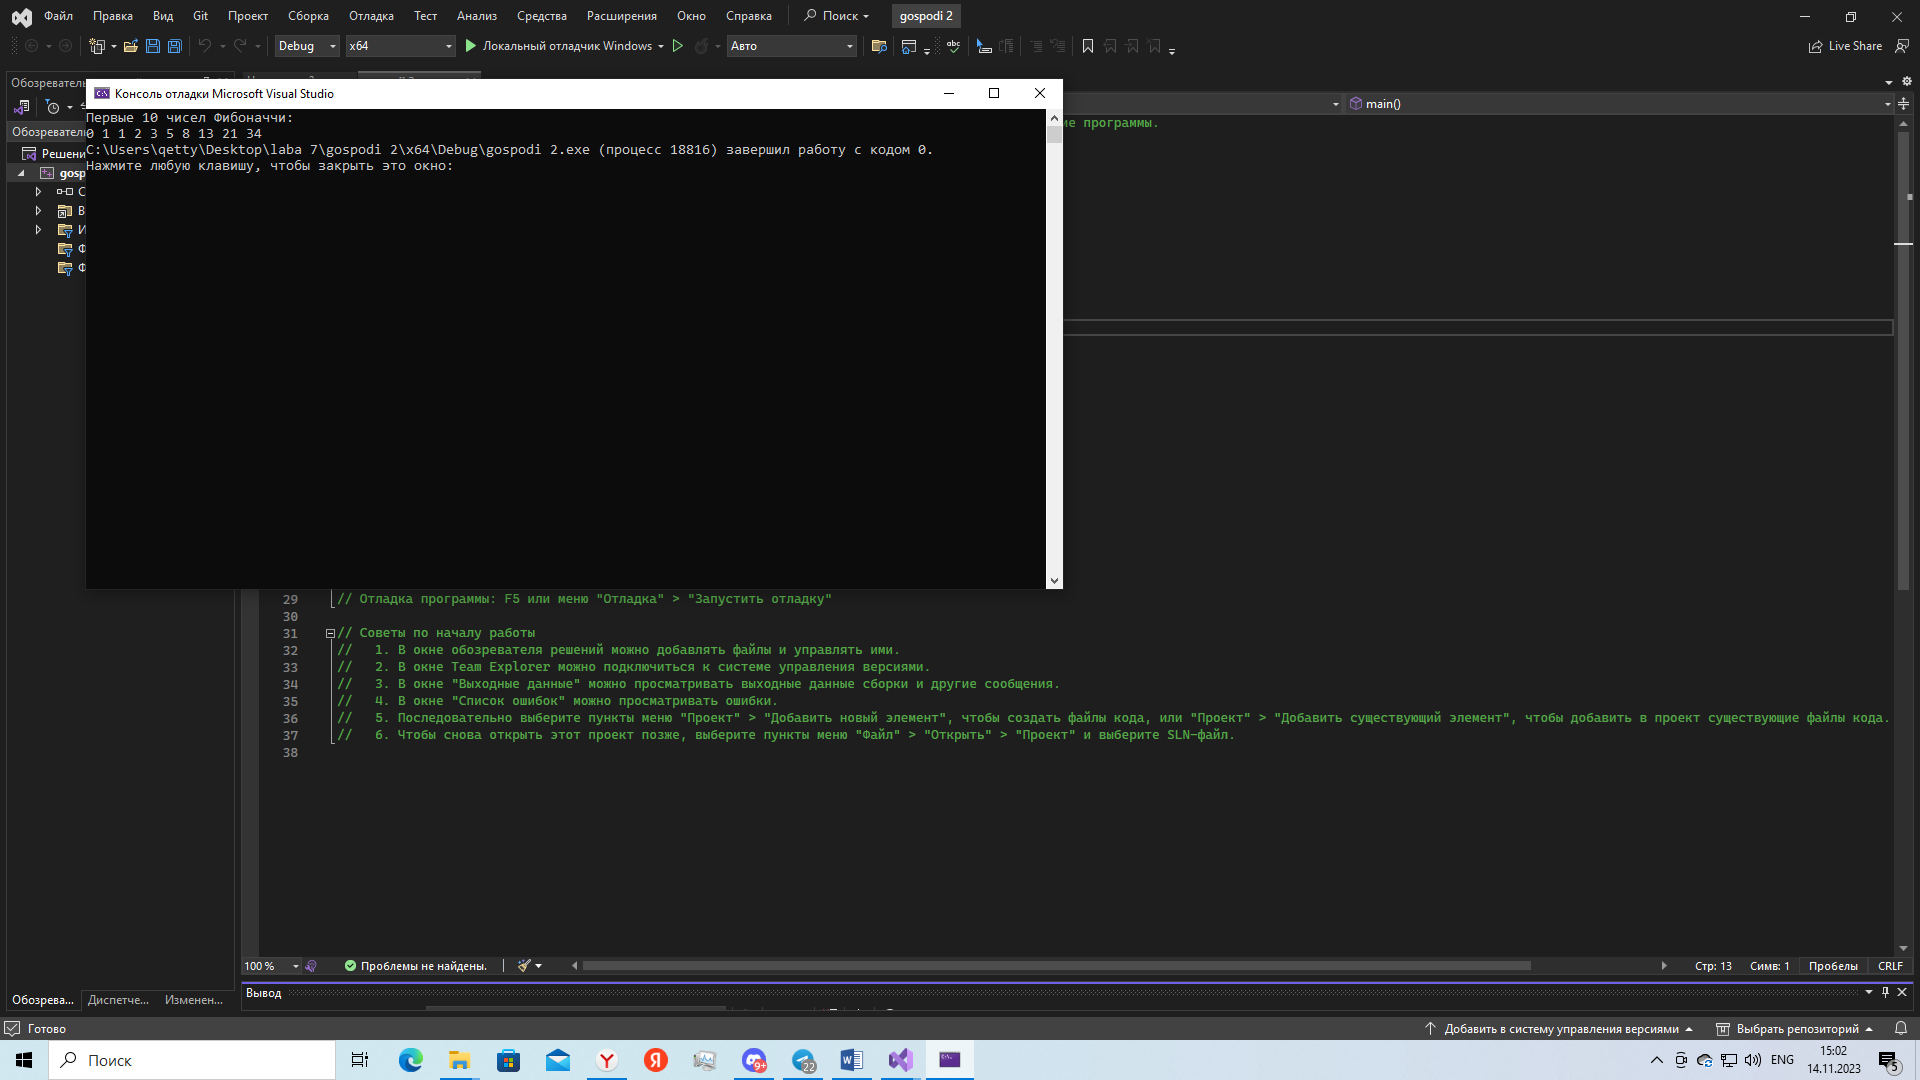 Файл Правка Вид Git Проект Сборка Отладка Тест Анализ Средства Расширения Окно Справка Поиск gospodi 2
Debug x64 Локальный отладчик Windows Авто Live Share
Консоль отладки Microsoft Visual Studio
main()
Первые 10 чисел Фибоначчи:
0 1 1 2 3 5 8 13 21 34
C:\Users\qetty\Desktop\laba 7\gospodi 2\x64\Debug\gospodi 2.exe (процесс 18816) завершил работу с кодом 0.
Нажмите любую клавишу, чтобы закрыть это окно:
программы.
29 // Отладка программы: F5 или меню "Отладка" > "Запустить отладку"
30
31 // Советы по началу работы
32 // 1. В окне обозревателя решений можно добавлять файлы и управлять ими.
33 // 2. В окне Team Explorer можно подключиться к системе управления версиями.
34 // 3. В окне "Выходные данные" можно просматривать выходные данные сборки и другие сообщения.
35 // 4. В окне "Список ошибок" можно просматривать ошибки.
36 // 5. Последовательно выберите пункты меню "Проект" > "Добавить новый элемент", чтобы создать файлы кода, или "Проект" > "Добавить существующий элемент", чтобы добавить в проект существующие файлы кода.
37 // 6. Чтобы снова открыть этот проект позже, выберите пункты меню "Файл" > "Открыть" > "Проект" и выберите SLN-файл.
38
100 % Проблемы не найдены. Стр: 13 Симв: 1 Пробелы CRLF
Обозрева... Диспетче... Изменен...
Вывод
Готово Добавить в систему управления версиями Выбрать репозиторий
Поиск 9+ 22 ENG 15:02
14.11.2023 5